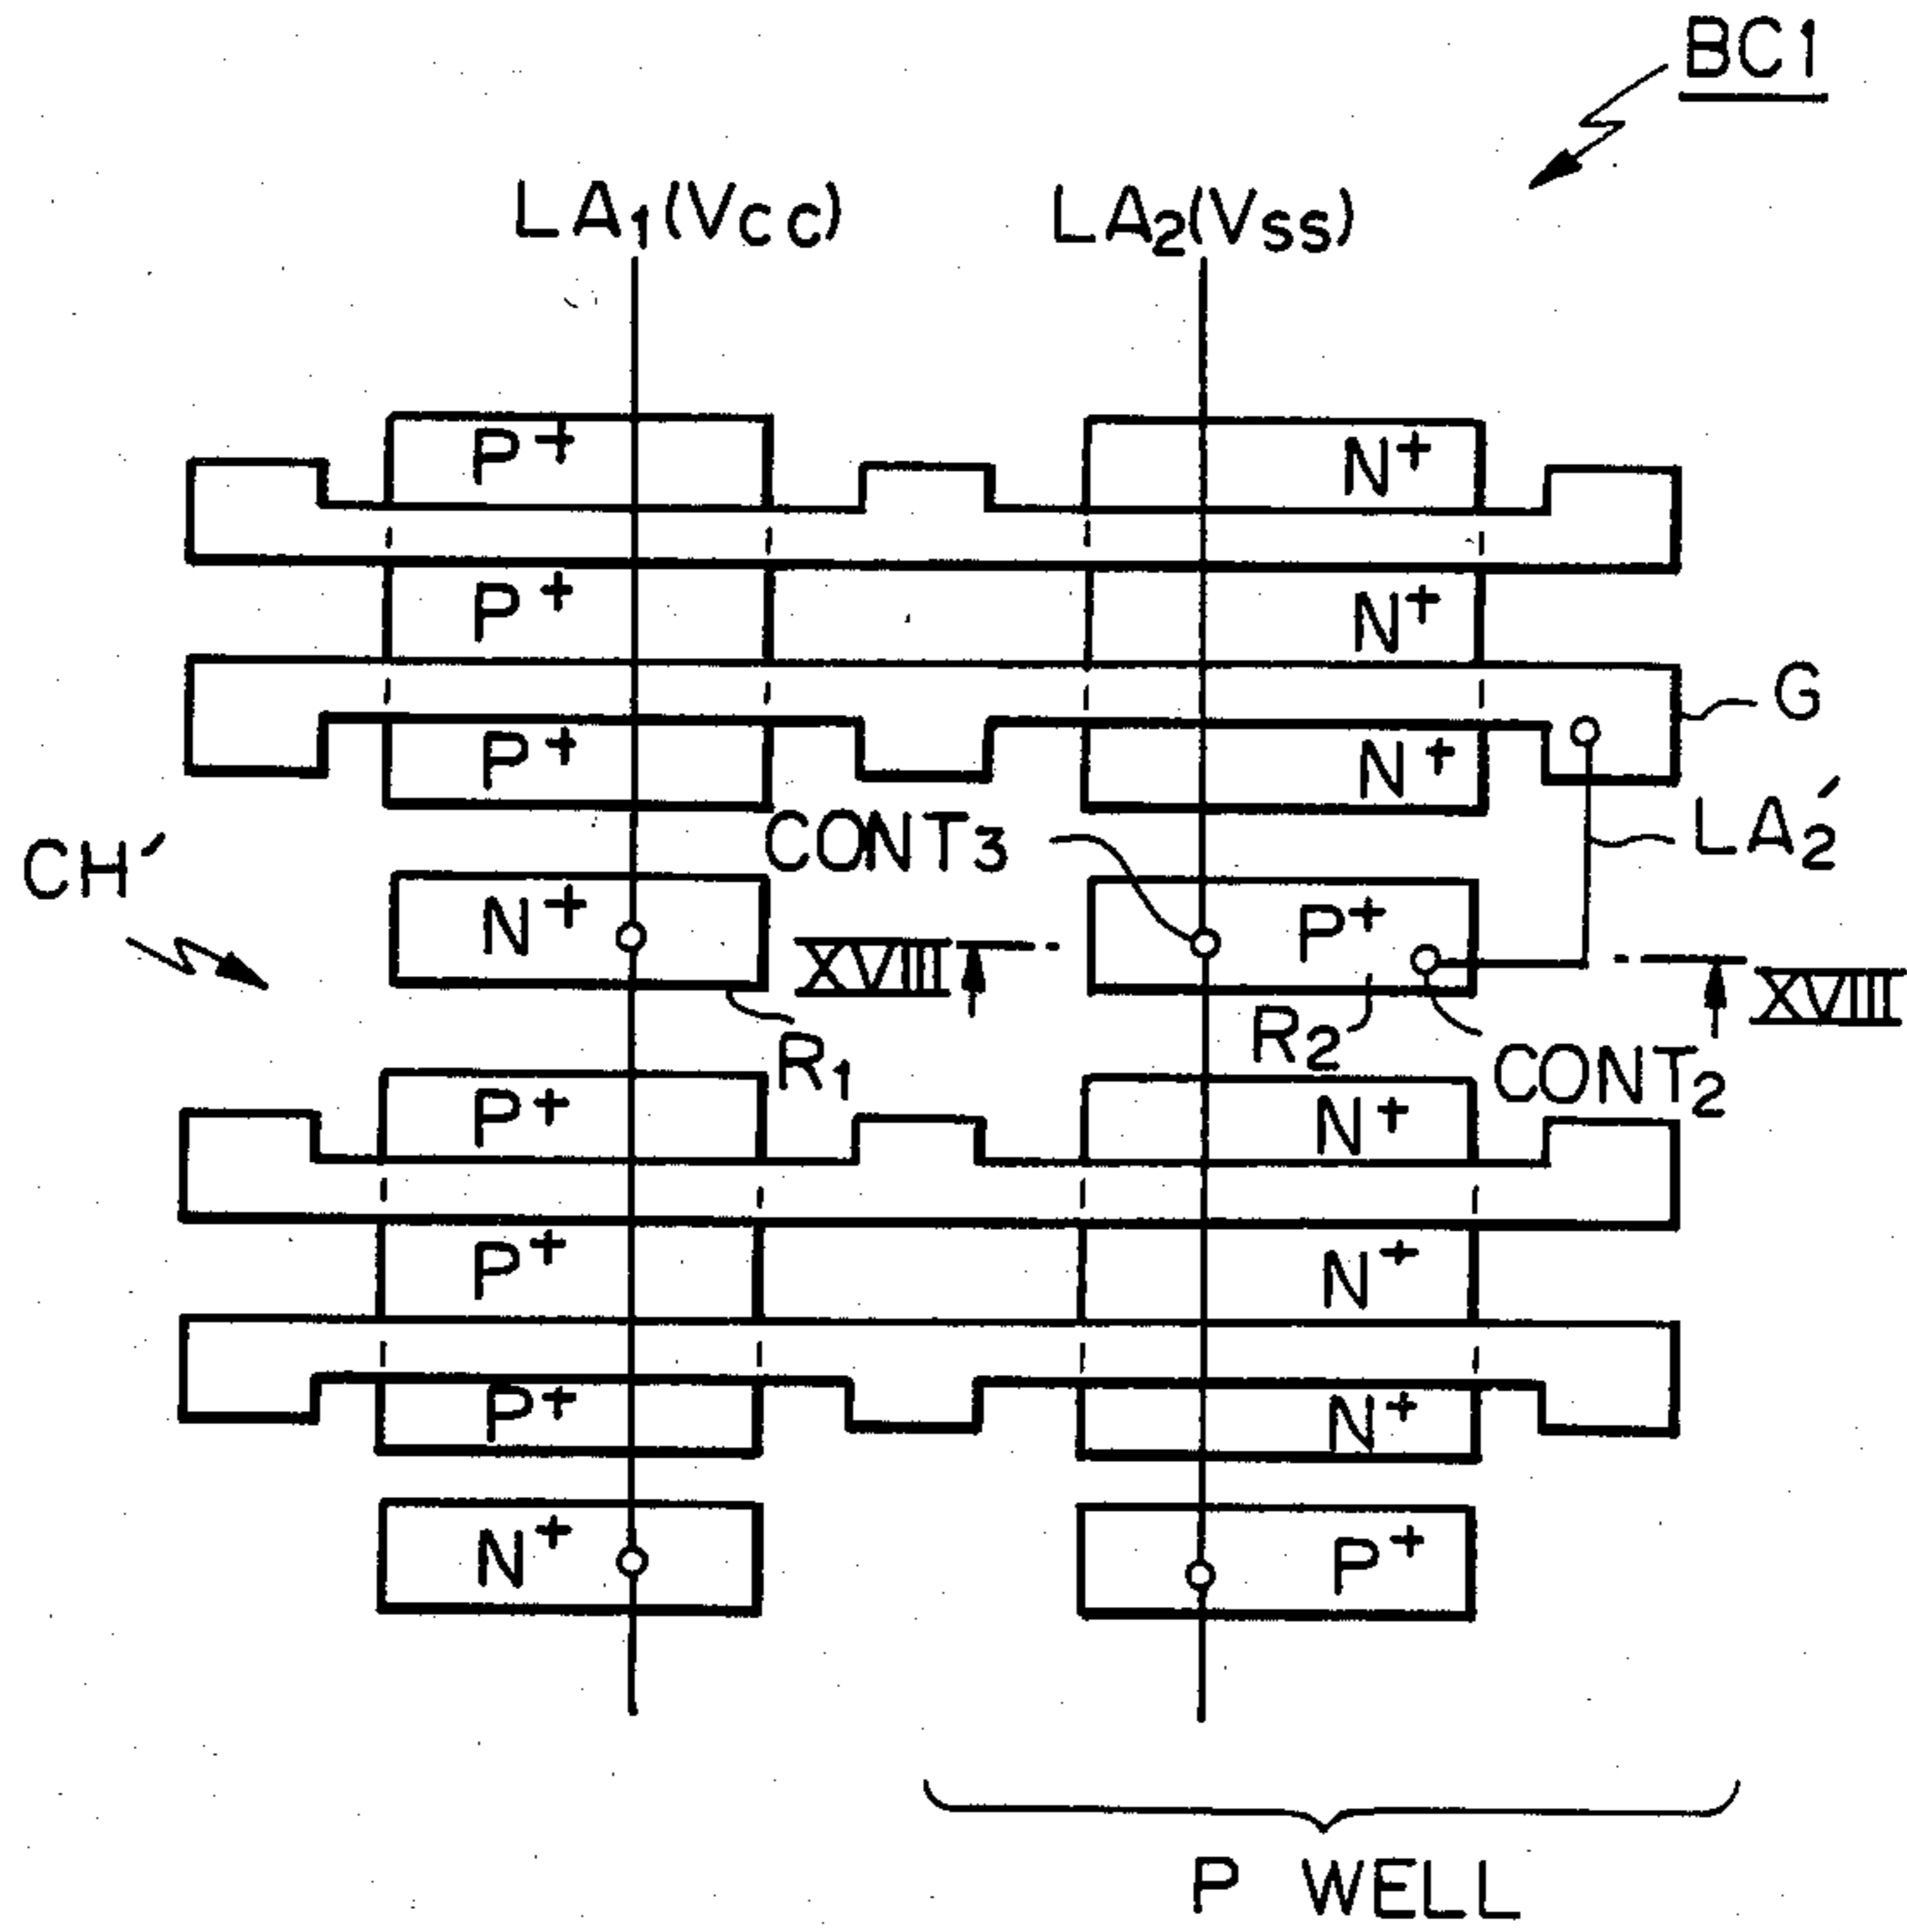 BC1
LA₁(Vcc) LA₂(Vss)
P⁺ N⁺
P⁺ N⁺
G
P⁺ N⁺
LA₂′
CONT₃
CH′
N⁺ P⁺
XVIII XVIII
R₁ R₂ CONT₂
P⁺ N⁺
P⁺ N⁺
P⁺ N⁺
N⁺ P⁺
P WELL